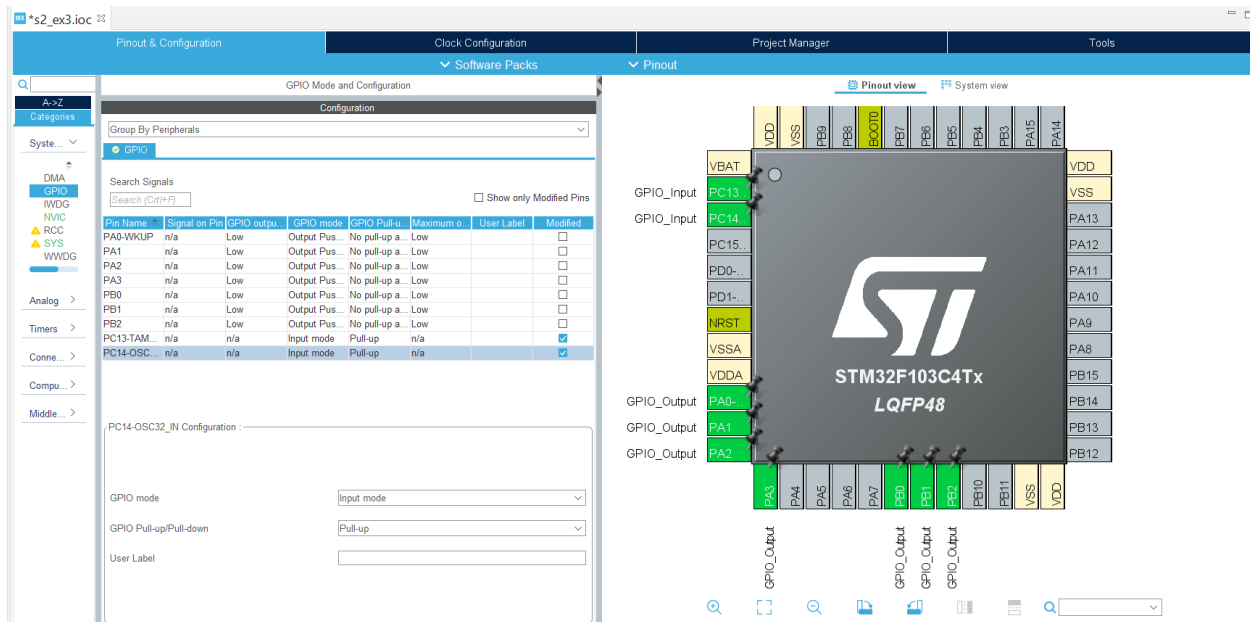 MX *s2_ex3.ioc
Pinout & Configuration
Clock Configuration
Project Manager
Tools
Software Packs
Pinout
GPIO Mode and Configuration
Configuration
A->Z
Categories
Syste...
DMA
GPIO
IWDG
NVIC
RCC
SYS
WWDG
Analog
Timers
Conne...
Compu...
Middle...
Group By Peripherals
GPIO
Search Signals
Search (Crtl+F)
Show only Modified Pins
Pin Name Signal on Pin GPIO outpu... GPIO mode GPIO Pull-u... Maximum o... User Label Modified
PA0-WKUP n/a Low Output Pus... No pull-up a... Low
PA1 n/a Low Output Pus... No pull-up a... Low
PA2 n/a Low Output Pus... No pull-up a... Low
PA3 n/a Low Output Pus... No pull-up a... Low
PB0 n/a Low Output Pus... No pull-up a... Low
PB1 n/a Low Output Pus... No pull-up a... Low
PB2 n/a Low Output Pus... No pull-up a... Low
PC13-TAM... n/a n/a Input mode Pull-up n/a
PC14-OSC... n/a n/a Input mode Pull-up n/a
PC14-OSC32_IN Configuration :
GPIO mode Input mode
GPIO Pull-up/Pull-down Pull-up
User Label
Pinout view
System view
VDD VSS PB9 PB8 BOOT0 PB7 PB6 PB5 PB4 PB3 PA15 PA14
VBAT
GPIO_Input PC13..
GPIO_Input PC14..
PC15..
PD0-..
PD1-..
NRST
VSSA
VDDA
GPIO_Output PA0-..
GPIO_Output PA1
GPIO_Output PA2
ST
STM32F103C4Tx
LQFP48
VDD
VSS
PA13
PA12
PA11
PA10
PA9
PA8
PB15
PB14
PB13
PB12
PA3 PA4 PA5 PA6 PA7 PB0 PB1 PB2 PB10 PB11 VSS VDD
GPIO_Output GPIO_Output GPIO_Output GPIO_Output